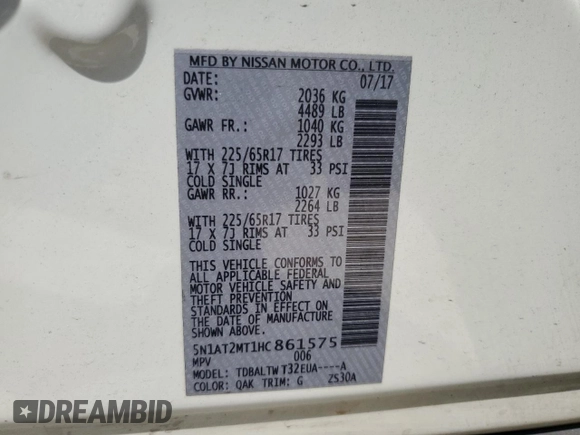 MFD BY NISSAN MOTOR CO., LTD.
DATE: 07/17
GVWR: 2036 KG
4489 LB
GAWR FR.: 1040 KG
2293 LB
WITH 225/65R17 TIRES
17 X 7J RIMS AT 33 PSI
COLD SINGLE
GAWR RR.: 1027 KG
2264 LB
WITH 225/65R17 TIRES
17 X 7J RIMS AT 33 PSI
COLD SINGLE
THIS VEHICLE CONFORMS TO
ALL APPLICABLE FEDERAL
MOTOR VEHICLE SAFETY AND
THEFT PREVENTION
STANDARDS IN EFFECT ON
THE DATE OF MANUFACTURE
SHOWN ABOVE.
5N1AT2MT1HC861575
MPV 006
MODEL: TDBALTW T32EUA----A
COLOR: QAK TRIM: G ZS30A
DREAMBID